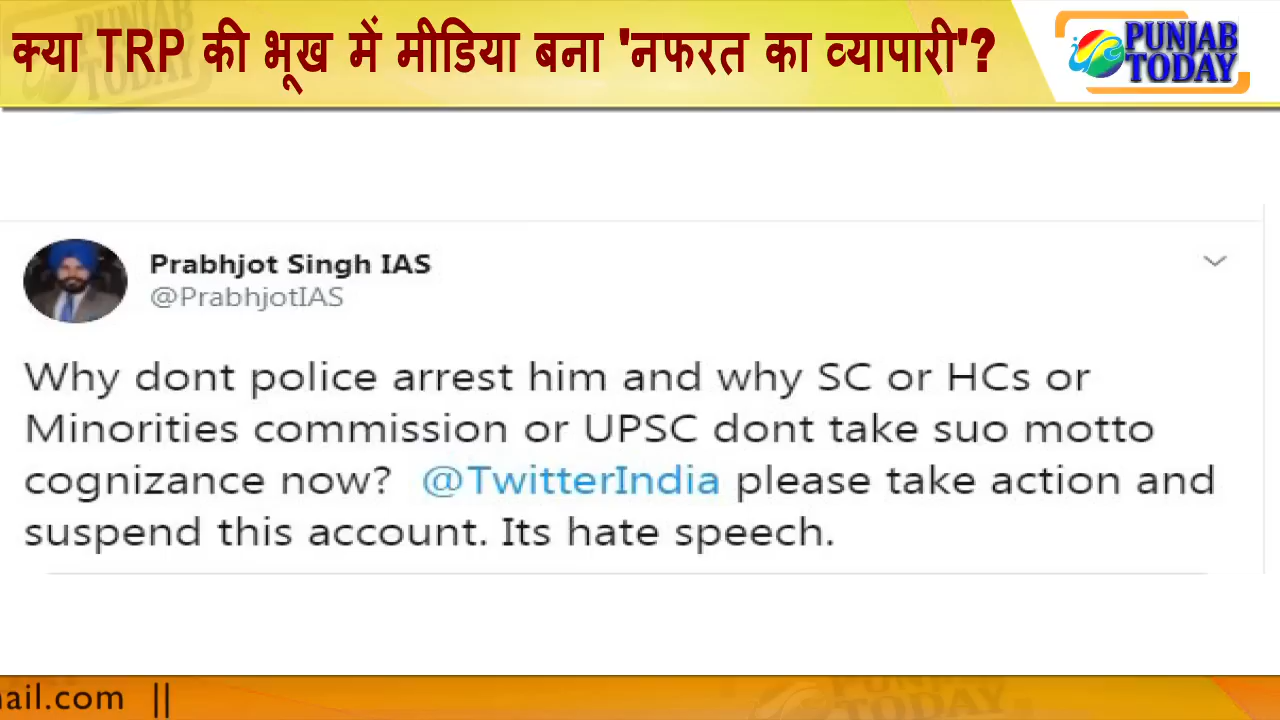 क्या TRP की भूख में मीडिया बना 'नफरत का व्यापारी'?
PUNJAB
TODAY
Prabhjot Singh IAS
@PrabhjotIAS
Why dont police arrest him and why SC or HCs or
Minorities commission or UPSC dont take suo motto
cognizance now? @TwitterIndia please take action and
suspend this account. Its hate speech.
ail.com ||
PUNJAB
TODAY